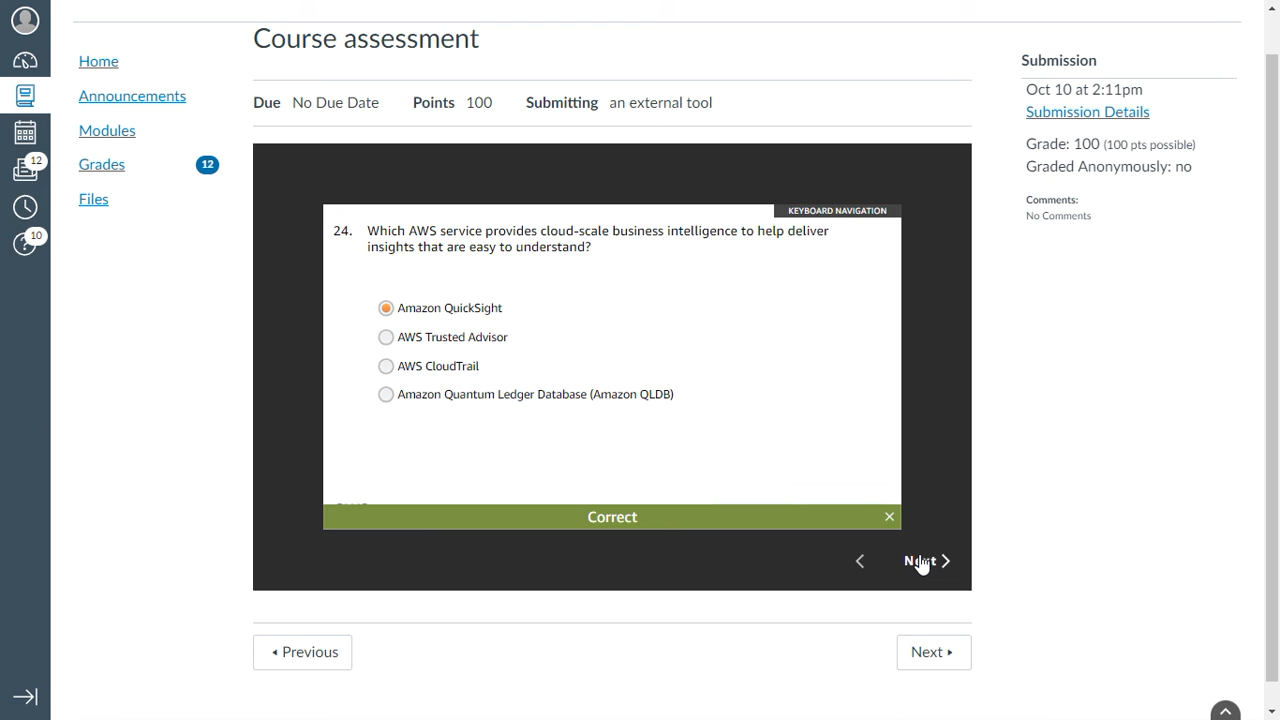 Course assessment
Home
Announcements
Modules
Grades 12
Files
12
10
Due No Due Date Points 100 Submitting an external tool
KEYBOARD NAVIGATION
24. Which AWS service provides cloud-scale business intelligence to help deliver
insights that are easy to understand?
Amazon QuickSight
AWS Trusted Advisor
AWS CloudTrail
Amazon Quantum Ledger Database (Amazon QLDB)
Correct
Previous
Next
Submission
Oct 10 at 2:11pm
Submission Details
Grade: 100 (100 pts possible)
Graded Anonymously: no
Comments:
No Comments